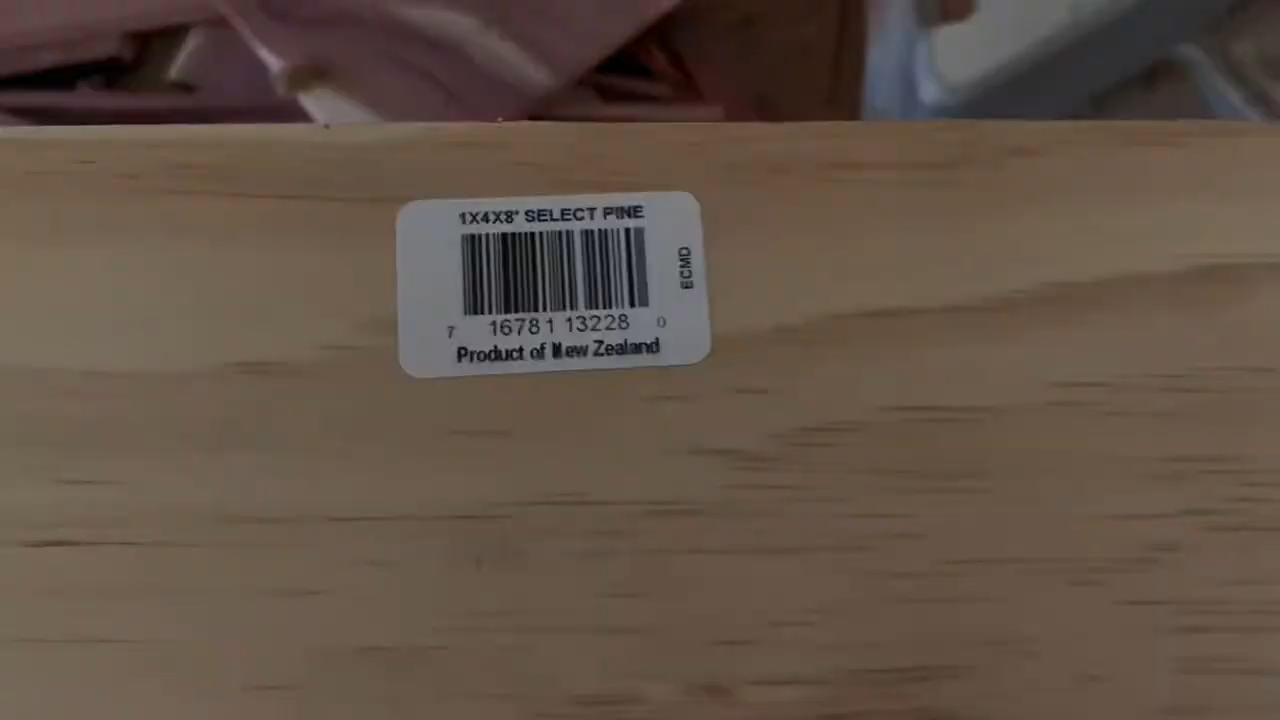 1X4X8' SELECT PINE
ECMD
7 16781 13228 0
Product of New Zealand